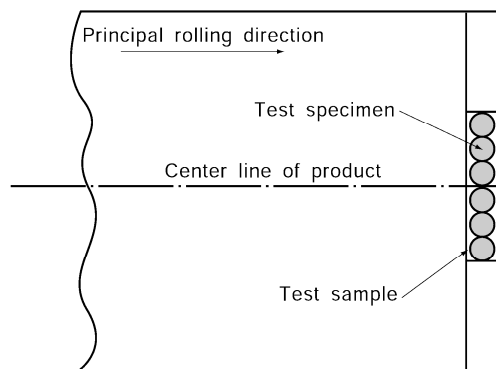 Principal rolling direction
Test specimen
Center line of product
Test sample